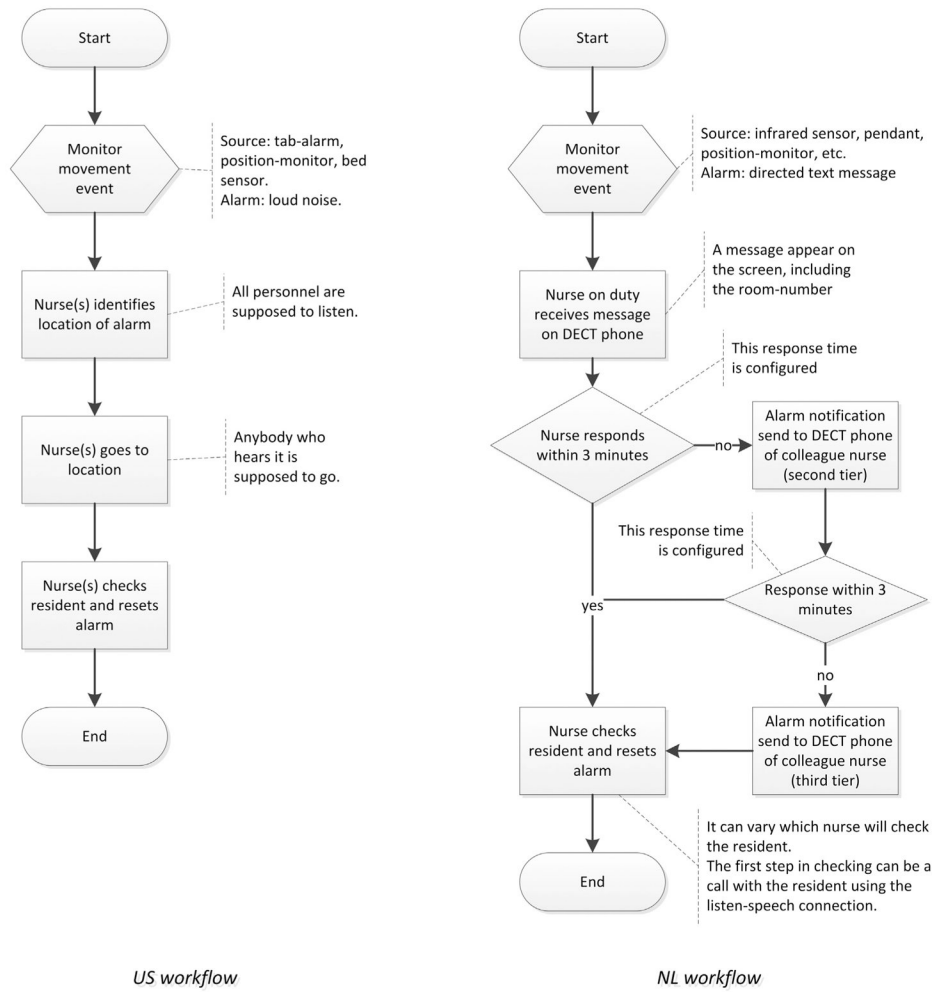 Start
Monitor
movement
event
Source: tab-alarm,
position-monitor, bed
sensor.
Alarm: loud noise.
Nurse(s) identifies
location of alarm
All personnel are
supposed to listen.
Nurse(s) goes to
location
Anybody who
hears it is
supposed to go.
Nurse(s) checks
resident and resets
alarm
End
US workflow
Start
Monitor
movement
event
Source: infrared sensor, pendant,
position-monitor, etc.
Alarm: directed text message
Nurse on duty
receives message
on DECT phone
A message appear on
the screen, including
the room-number
This response time
is configured
Nurse responds
within 3 minutes
no
Alarm notification
send to DECT phone
of colleague nurse
(second tier)
This response time
is configured
Response within 3
minutes
yes
no
Nurse checks
resident and resets
alarm
Alarm notification
send to DECT phone
of colleague nurse
(third tier)
It can vary which nurse will check
the resident.
The first step in checking can be a
call with the resident using the
listen-speech connection.
End
NL workflow